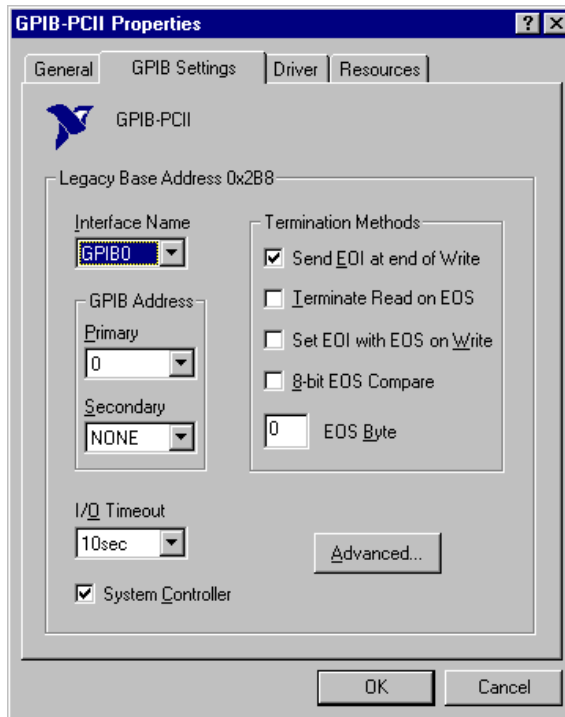 GPIB-PCII Properties
General
GPIB Settings
Driver
Resources
GPIB-PCII
Legacy Base Address 0x2B8
Interface Name
GPIB0
GPIB Address
Primary
0
Secondary
NONE
Termination Methods
Send EOI at end of Write
Terminate Read on EOS
Set EOI with EOS on Write
8-bit EOS Compare
0 EOS Byte
I/O Timeout
10sec
System Controller
Advanced...
OK
Cancel